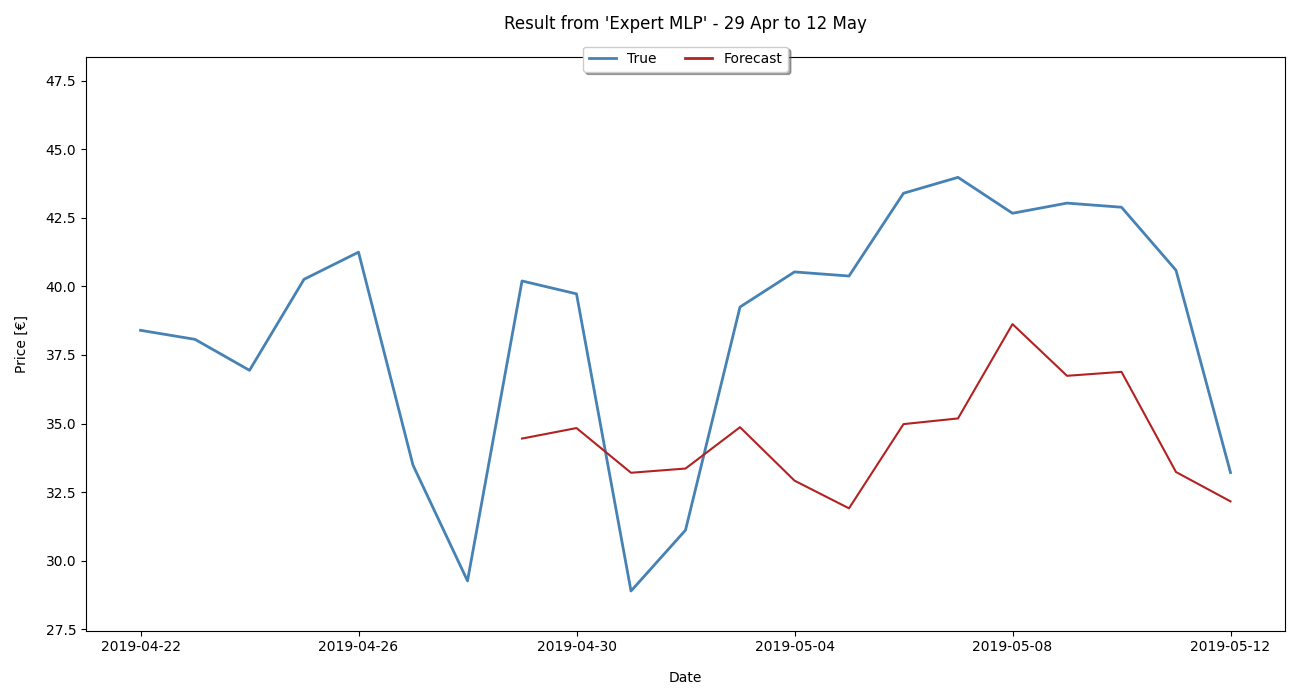 Result from 'Expert MLP' - 29 Apr to 12 May
True Forecast
47.5
45.0
42.5
40.0
37.5
35.0
32.5
30.0
27.5
Price [€]
2019-04-22 2019-04-26 2019-04-30 2019-05-04 2019-05-08 2019-05-12
Date